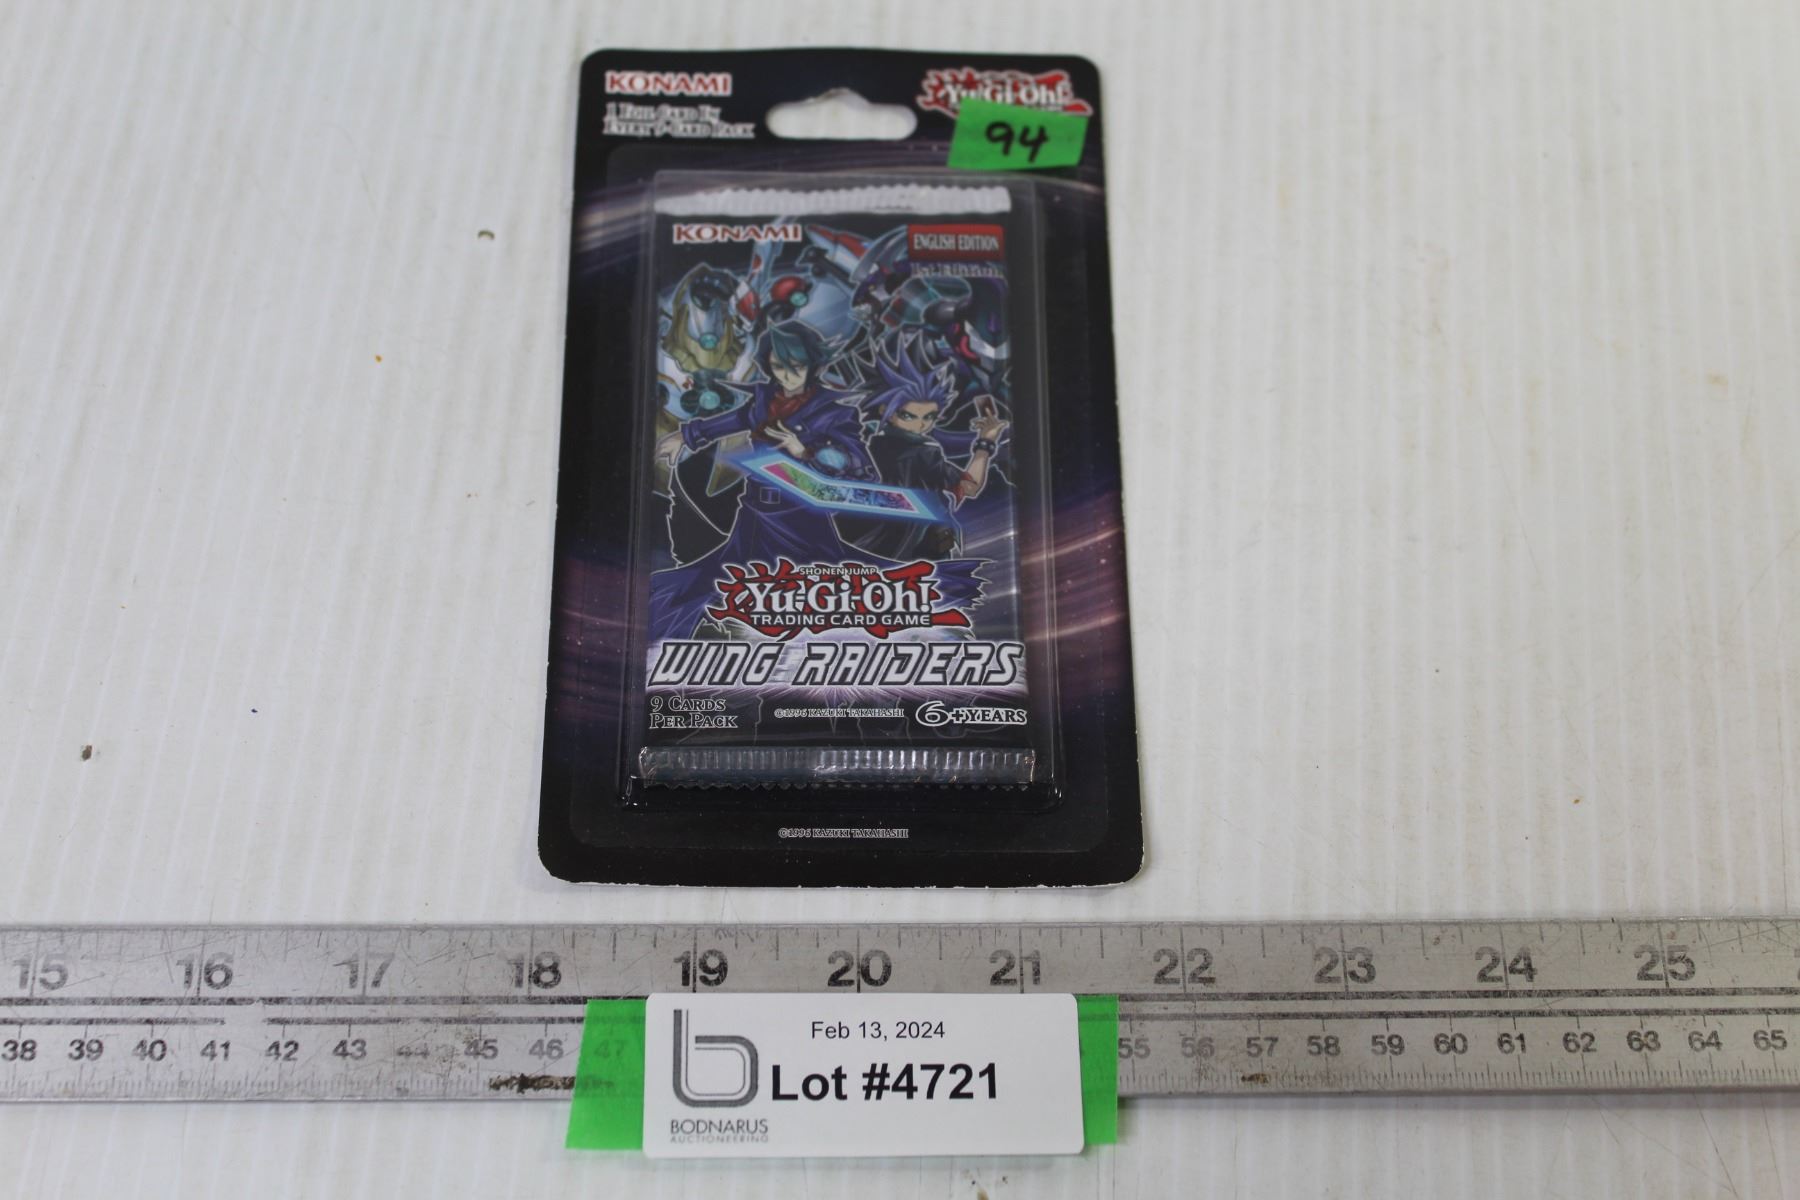 KONAMI
Yu-Gi-Oh!
1 Foil Card In
Every 9-Card Pack
94
KONAMI
ENGLISH EDITION
1st Edition
SHONEN JUMP
Yu-Gi-Oh!
TRADING CARD GAME
WING RAIDERS
9 Cards
Per Pack
©1996 KAZUKI TAKAHASHI
6+YEARS
©1996 KAZUKI TAKAHASHI
15 16 17 18 19 20 21 22 23 24 25
38 39 40 41 42 43 44 45 46 47 55 56 57 58 59 60 61 62 63 64 65
Feb 13, 2024
Lot #4721
BODNARUS
AUCTIONEERING